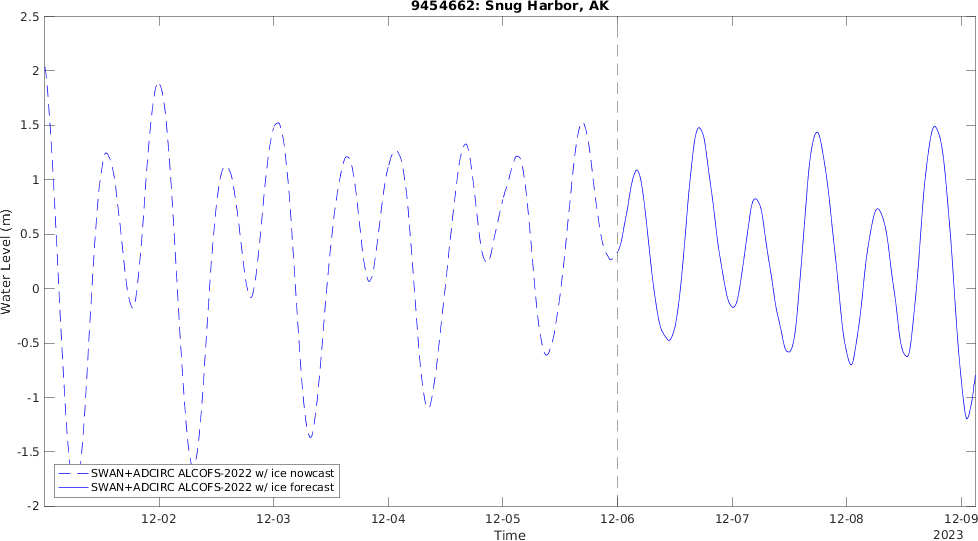 9454662: Snug Harbor, AK
2.5
2
1.5
1
0.5
0
-0.5
-1
-1.5
-2
Water Level (m)
SWAN+ADCIRC ALCOFS-2022 w/ ice nowcast
SWAN+ADCIRC ALCOFS-2022 w/ ice forecast
12-02 12-03 12-04 12-05 12-06 12-07 12-08 12-09
Time
2023